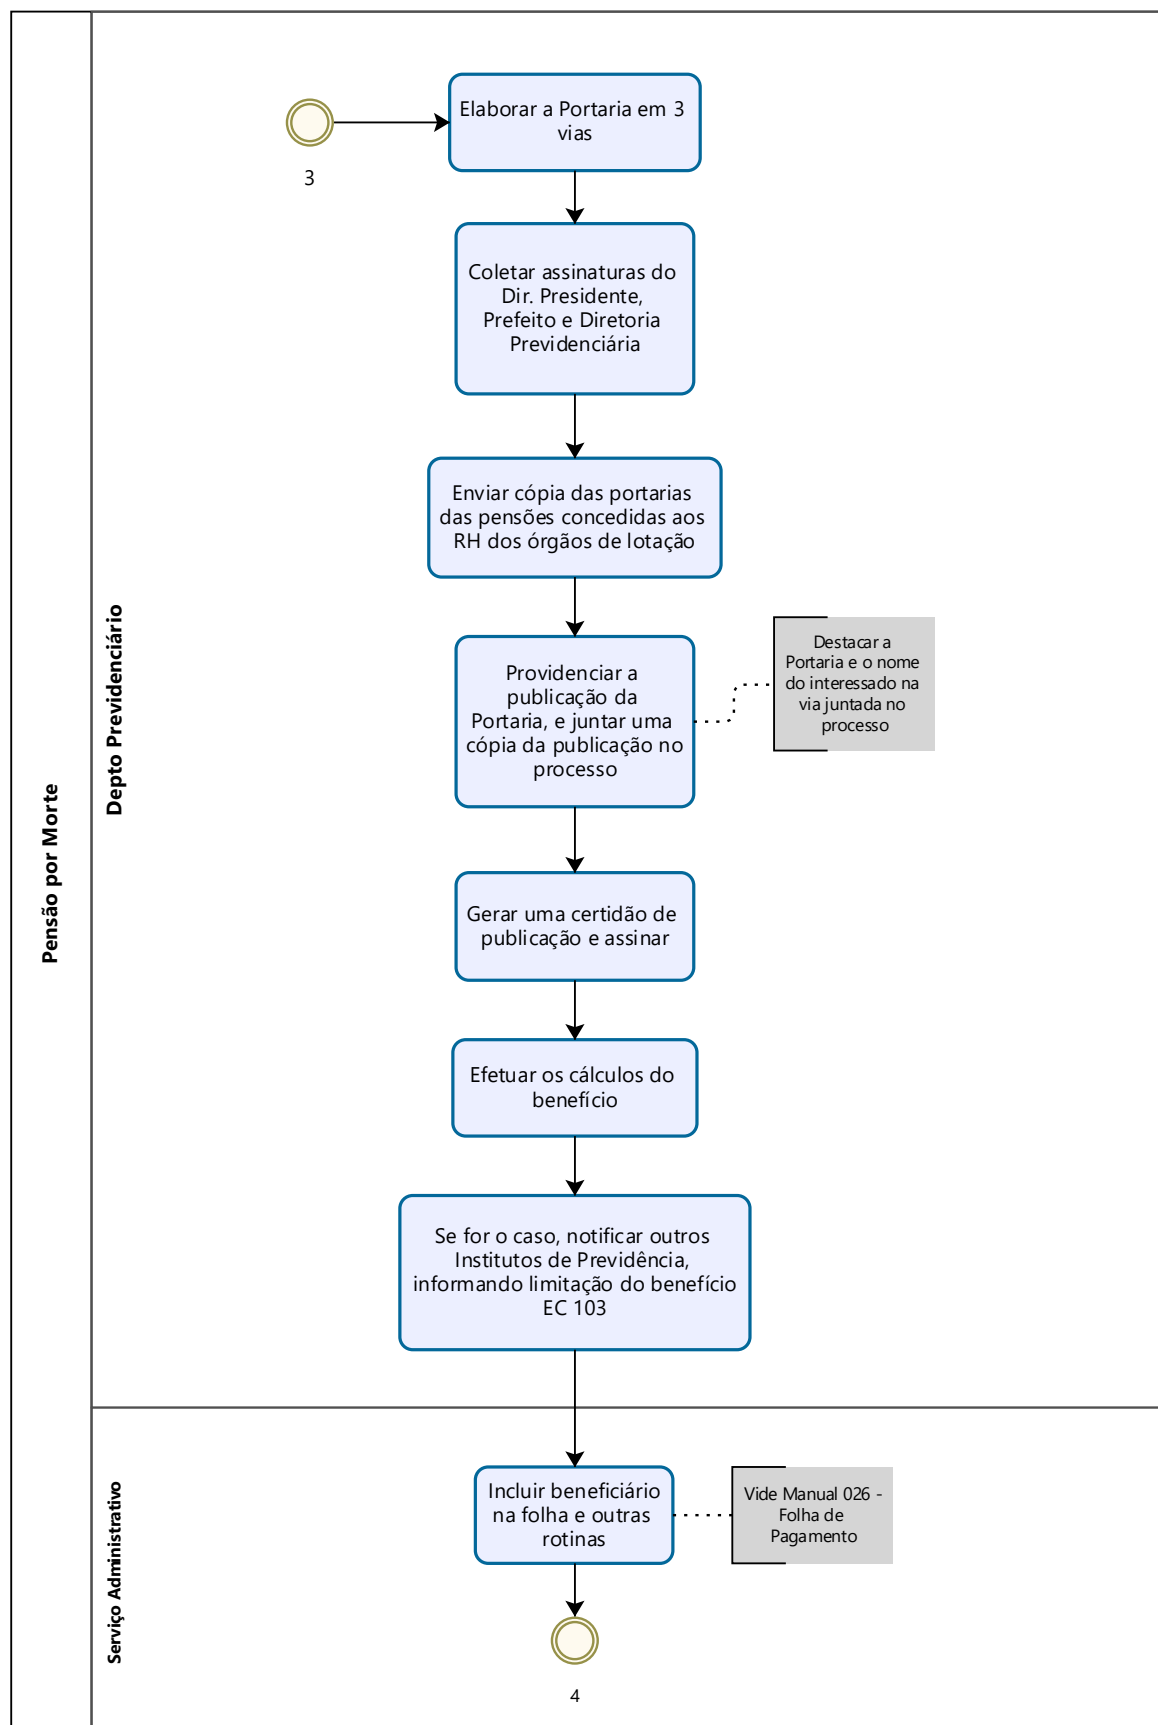 Pensão por Morte
Depto Previdenciário
3
Elaborar a Portaria em 3
vias
Coletar assinaturas do
Dir. Presidente,
Prefeito e Diretoria
Previdenciária
Enviar cópia das portarias
das pensões concedidas aos
RH dos órgãos de lotação
Providenciar a
publicação da
Portaria, e juntar uma
cópia da publicação no
processo
Destacar a
Portaria e o nome
do interessado na
via juntada no
processo
Gerar uma certidão de
publicação e assinar
Efetuar os cálculos do
benefício
Se for o caso, notificar outros
Institutos de Previdência,
informando limitação do benefício
EC 103
Serviço Administrativo
Incluir beneficiário
na folha e outras
rotinas
Vide Manual 026 -
Folha de
Pagamento
4